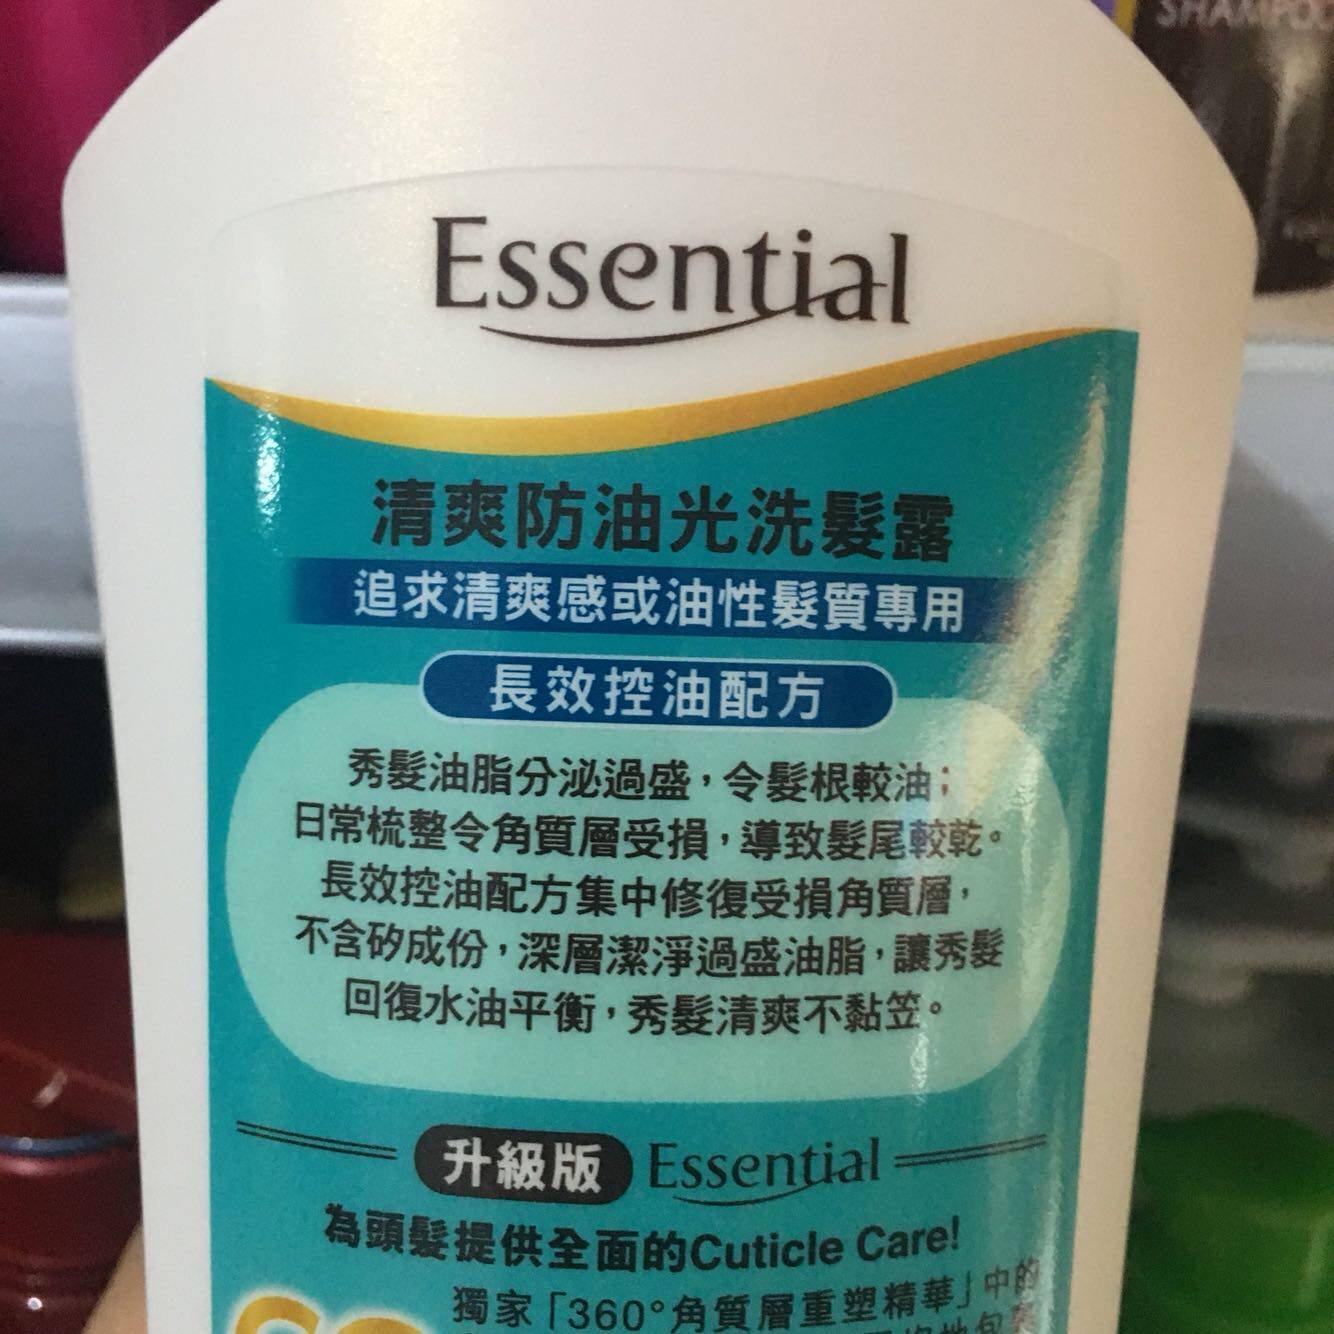 SHAMPOO
Essential
清爽防油光洗髮露
追求清爽感或油性髮質專用
長效控油配方
秀髮油脂分泌過盛，令髮根較油；
日常梳整令角質層受損，導致髮尾較乾。
長效控油配方集中修復受損角質層，
不含矽成份，深層潔淨過盛油脂，讓秀髮
回復水油平衡，秀髮清爽不黏笠。
升級版 Essential
為頭髮提供全面的Cuticle Care!
獨家「360°角質層重塑精華」中的